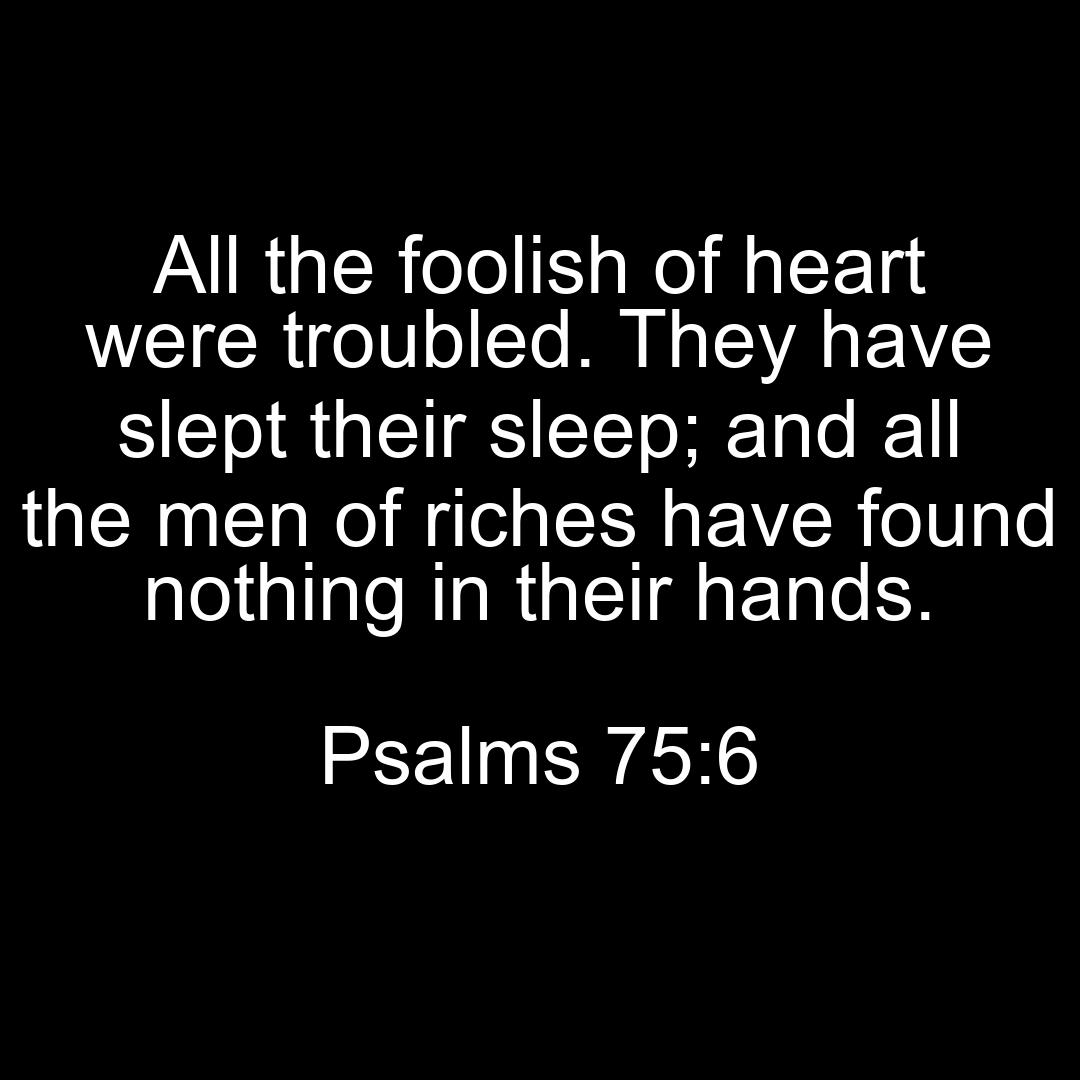 All the foolish of heart
were troubled. They have
slept their sleep; and all
the men of riches have found
nothing in their hands.
Psalms 75:6